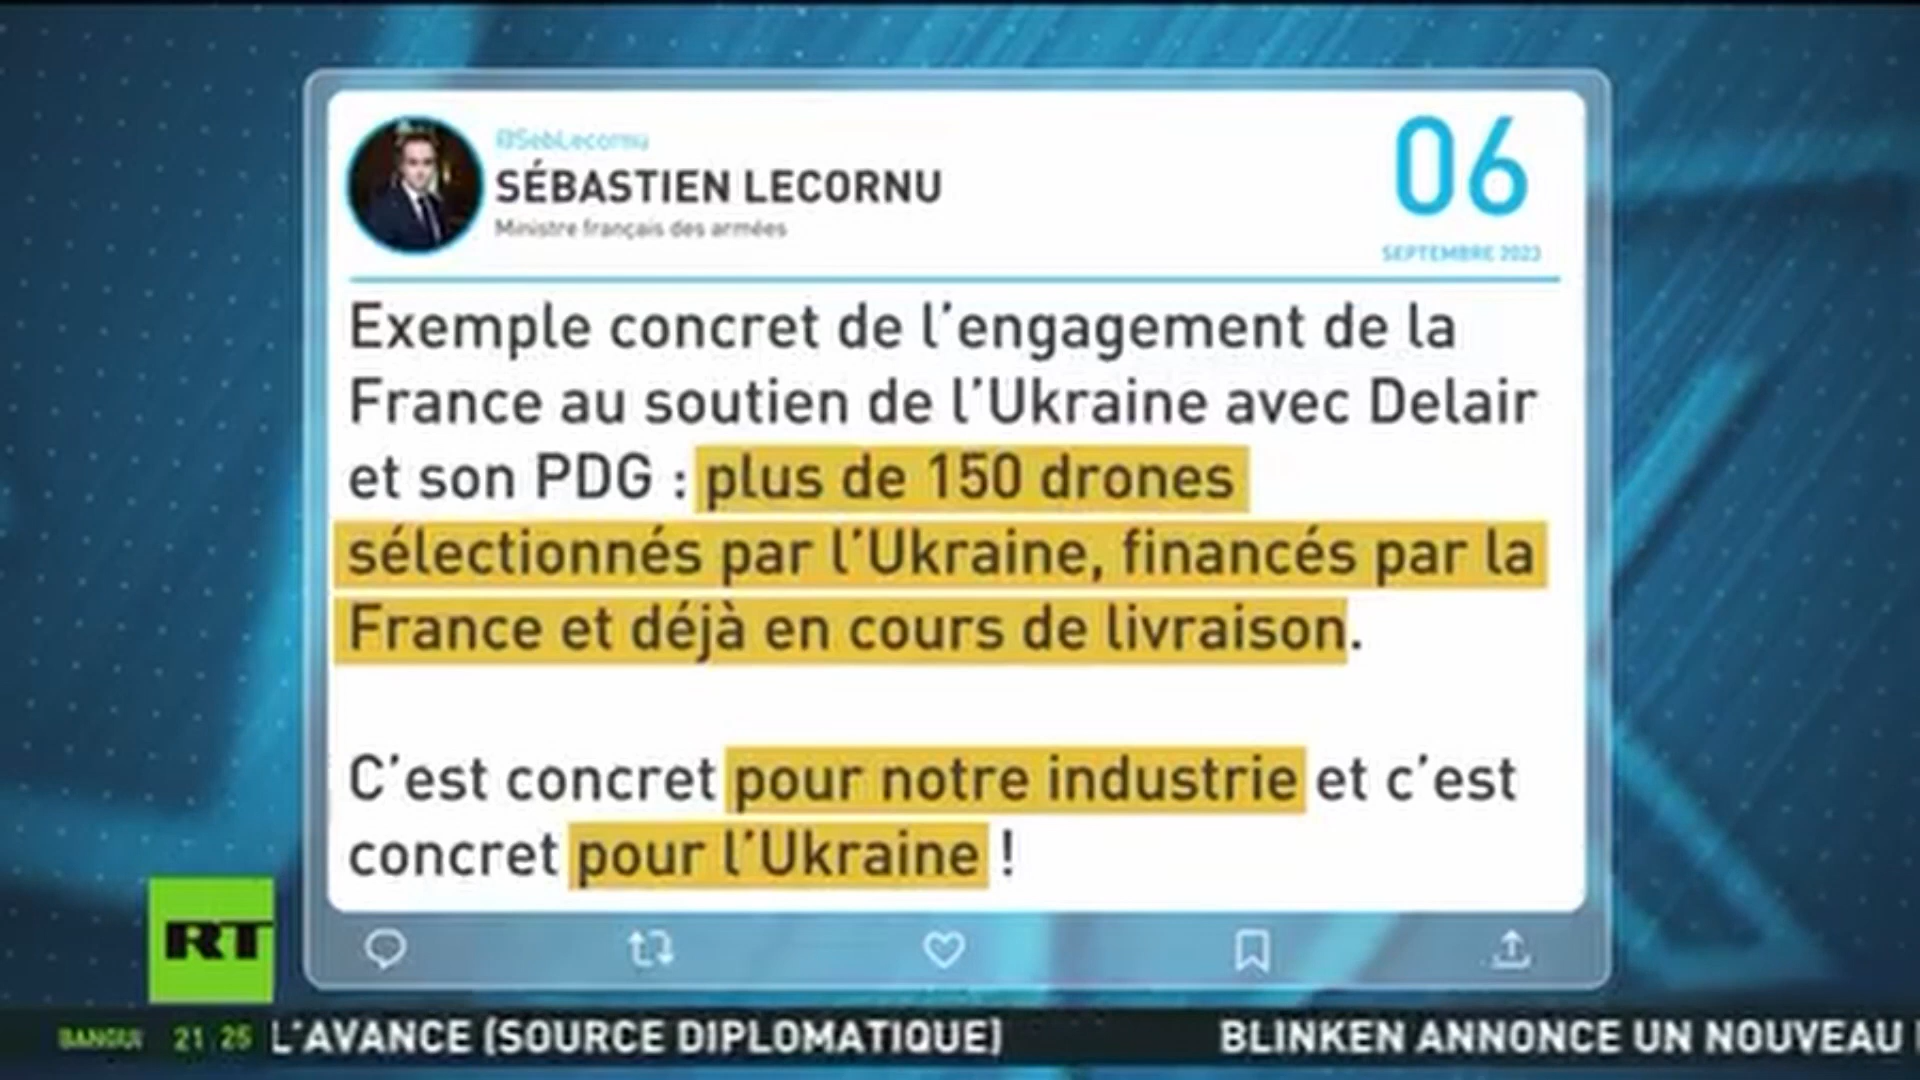 @SebLecornu
SÉBASTIEN LECORNU
Ministre français des armées
06
SEPTEMBRE 2023
Exemple concret de l'engagement de la
France au soutien de l'Ukraine avec Delair
et son PDG : plus de 150 drones
sélectionnés par l'Ukraine, financés par la
France et déjà en cours de livraison.
C'est concret pour notre industrie et c'est
concret pour l'Ukraine !
RT
BANGUI 21 25 L'AVANCE (SOURCE DIPLOMATIQUE) BLINKEN ANNONCE UN NOUVEAU